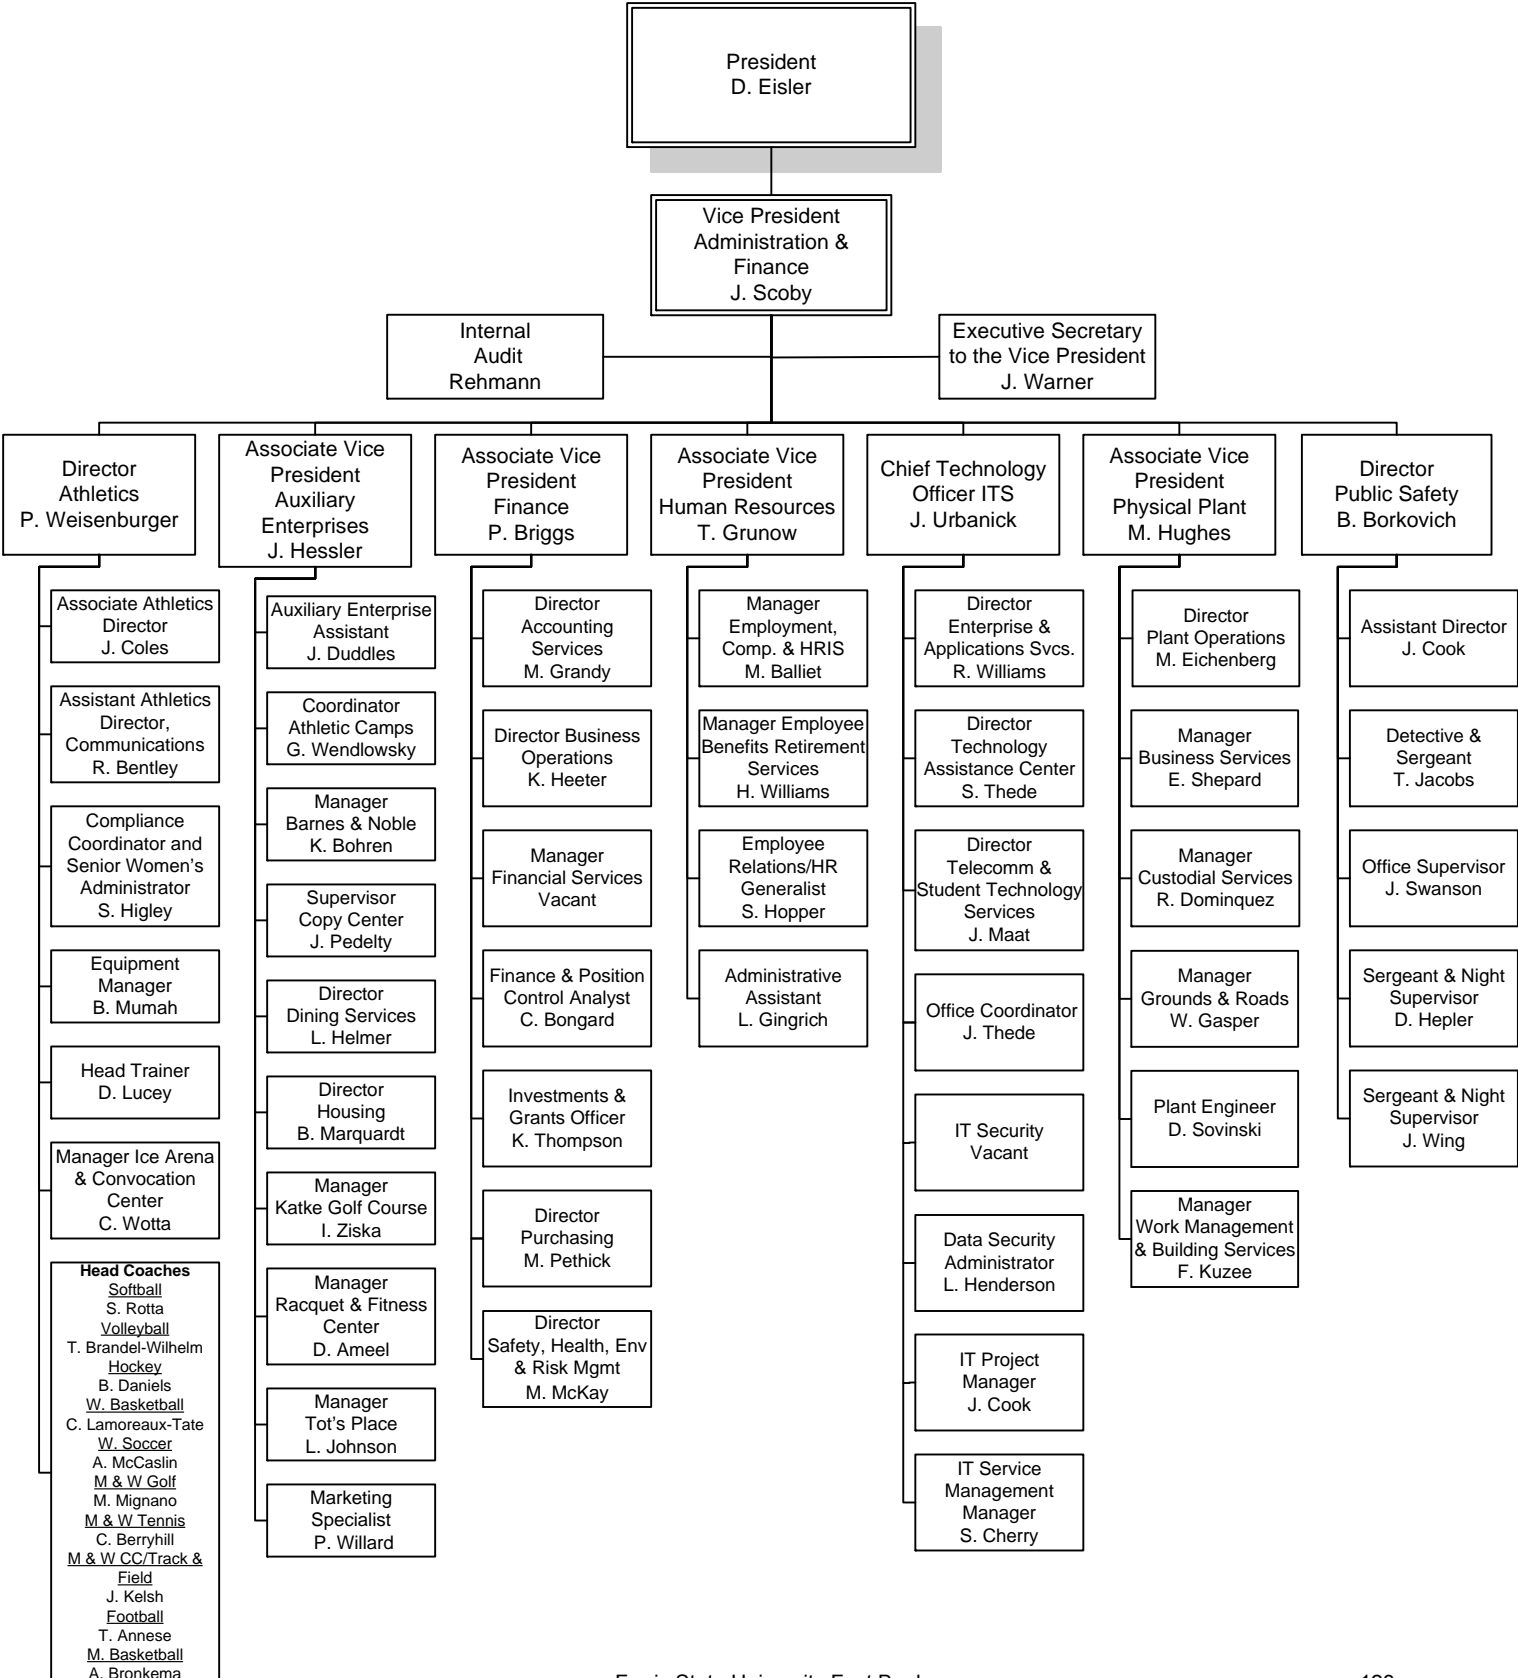 President
D. Eisler
Vice President
Administration &
Finance
J. Scoby
Internal
Audit
Rehmann
Executive Secretary
to the Vice President
J. Warner
Director
Athletics
P. Weisenburger
Associate Athletics
Director
J. Coles
Assistant Athletics
Director,
Communications
R. Bentley
Compliance
Coordinator and
Senior Women's
Administrator
S. Higley
Equipment
Manager
B. Mumah
Head Trainer
D. Lucey
Manager Ice Arena
& Convocation
Center
C. Wotta
Head Coaches
Softball
S. Rotta
Volleyball
T. Brandel-Wilhelm
Hockey
B. Daniels
W. Basketball
C. Lamoreaux-Tate
W. Soccer
A. McCaslin
M & W Golf
M. Mignano
M & W Tennis
C. Berryhill
M & W CC/Track &
Field
J. Kelsh
Football
T. Annese
M. Basketball
A. Bronkema
Associate Vice
President
Auxiliary
Enterprises
J. Hessler
Auxiliary Enterprise
Assistant
J. Duddles
Coordinator
Athletic Camps
G. Wendlowsky
Manager
Barnes & Noble
K. Bohren
Supervisor
Copy Center
J. Pedelty
Director
Dining Services
L. Helmer
Director
Housing
B. Marquardt
Manager
Katke Golf Course
I. Ziska
Manager
Racquet & Fitness
Center
D. Ameel
Manager
Tot's Place
L. Johnson
Marketing
Specialist
P. Willard
Associate Vice
President
Finance
P. Briggs
Director
Accounting
Services
M. Grandy
Director Business
Operations
K. Heeter
Manager
Financial Services
Vacant
Finance & Position
Control Analyst
C. Bongard
Investments &
Grants Officer
K. Thompson
Director
Purchasing
M. Pethick
Director
Safety, Health, Env
& Risk Mgmt
M. McKay
Associate Vice
President
Human Resources
T. Grunow
Manager
Employment,
Comp. & HRIS
M. Balliet
Manager Employee
Benefits Retirement
Services
H. Williams
Employee
Relations/HR
Generalist
S. Hopper
Administrative
Assistant
L. Gingrich
Chief Technology
Officer ITS
J. Urbanick
Director
Enterprise &
Applications Svcs.
R. Williams
Director
Technology
Assistance Center
S. Thede
Director
Telecomm &
Student Technology
Services
J. Maat
Office Coordinator
J. Thede
IT Security
Vacant
Data Security
Administrator
L. Henderson
IT Project
Manager
J. Cook
IT Service
Management
Manager
S. Cherry
Associate Vice
President
Physical Plant
M. Hughes
Director
Plant Operations
M. Eichenberg
Manager
Business Services
E. Shepard
Manager
Custodial Services
R. Dominquez
Manager
Grounds & Roads
W. Gasper
Plant Engineer
D. Sovinski
Manager
Work Management
& Building Services
F. Kuzee
Director
Public Safety
B. Borkovich
Assistant Director
J. Cook
Detective &
Sergeant
T. Jacobs
Office Supervisor
J. Swanson
Sergeant & Night
Supervisor
D. Hepler
Sergeant & Night
Supervisor
J. Wing